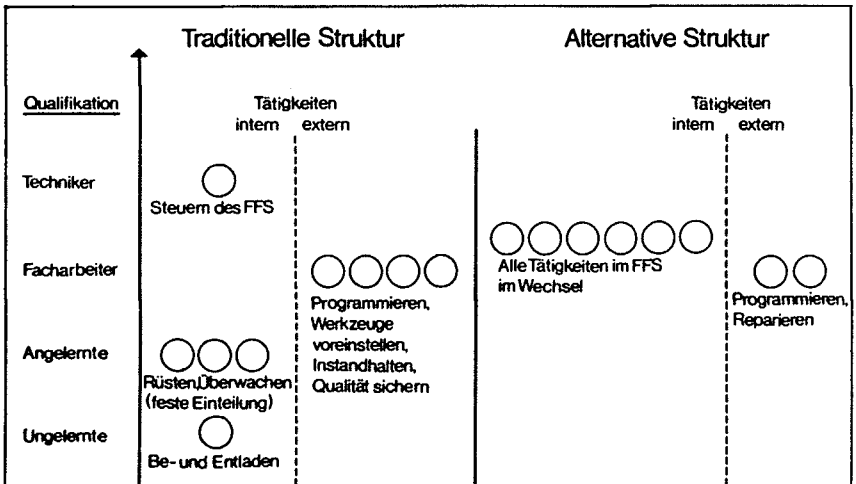 Traditionelle Struktur
Alternative Struktur
Qualifikation
Tätigkeiten
intern extern
Tätigkeiten
intern extern
Techniker
Steuern des FFS
Facharbeiter
Programmieren,
Werkzeuge
voreinstellen,
Instandhalten,
Qualität sichern
Alle Tätigkeiten im FFS
im Wechsel
Programmieren,
Reparieren
Angelernte
Rüsten,Überwachen
(feste Einteilung)
Ungelernte
Be- und Entladen